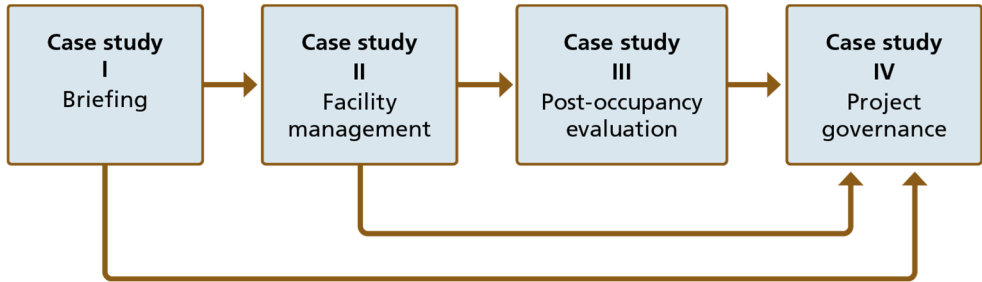 Case study
I
Briefing
Case study
II
Facility
management
Case study
III
Post-occupancy
evaluation
Case study
IV
Project
governance